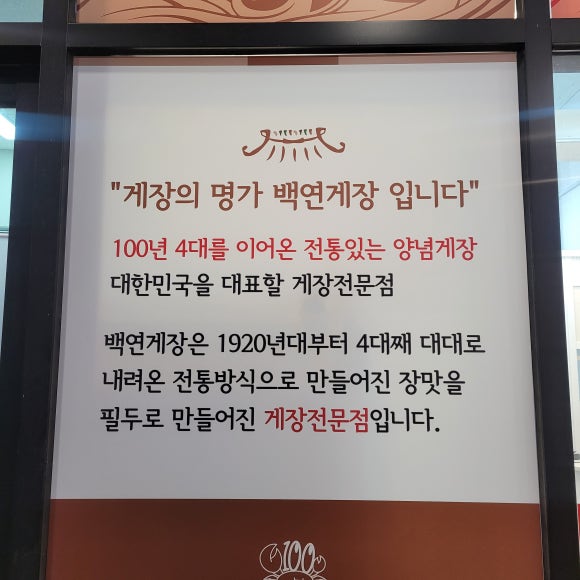 "게장의 명가 백연게장 입니다"
100년 4대를 이어온 전통있는 양념게장
대한민국을 대표할 게장전문점
백연게장은 1920년대부터 4대째 대대로
내려온 전통방식으로 만들어진 장맛을
필두로 만들어진 게장전문점입니다.
100